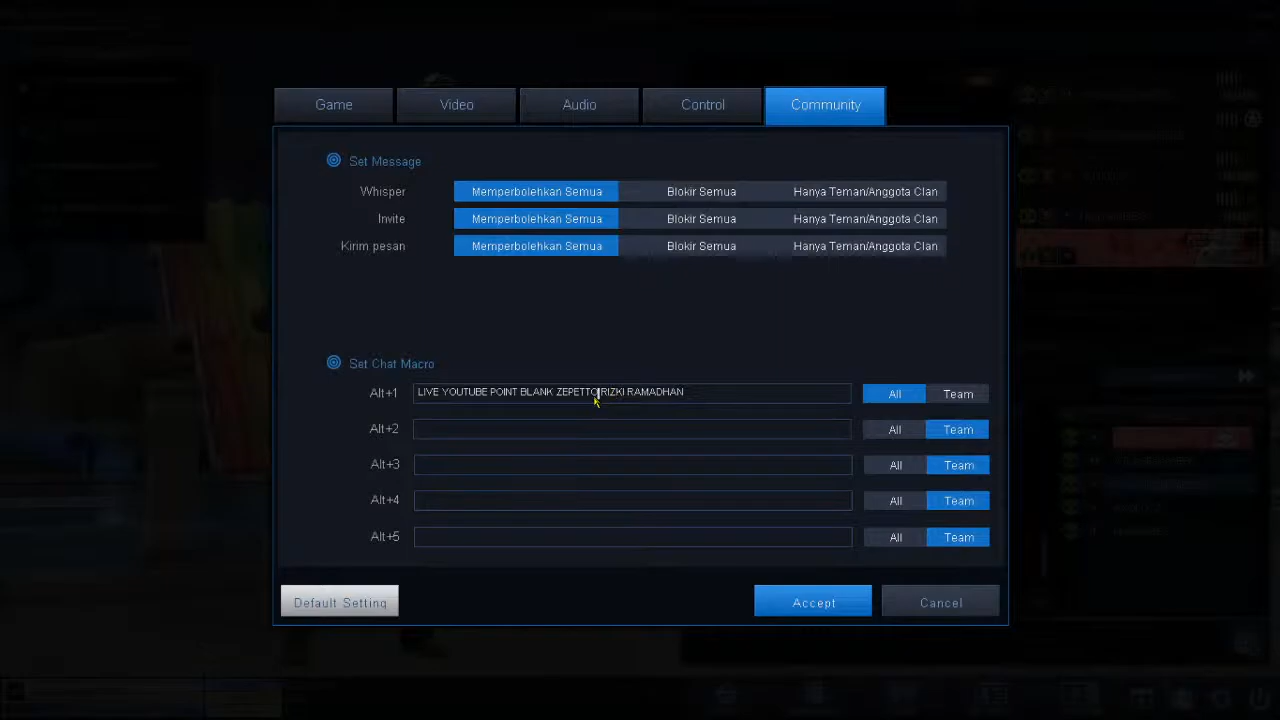 Game Video Audio Control Community
Set Message
Whisper Memperbolehkan Semua Blokir Semua Hanya Teman/Anggota Clan
Invite Memperbolehkan Semua Blokir Semua Hanya Teman/Anggota Clan
Kirim pesan Memperbolehkan Semua Blokir Semua Hanya Teman/Anggota Clan
Set Chat Macro
Alt+1 LIVE YOUTUBE POINT BLANK ZEPETTO RIZKI RAMADHAN All Team
Alt+2 All Team
Alt+3 All Team
Alt+4 All Team
Alt+5 All Team
Default Setting Accept Cancel